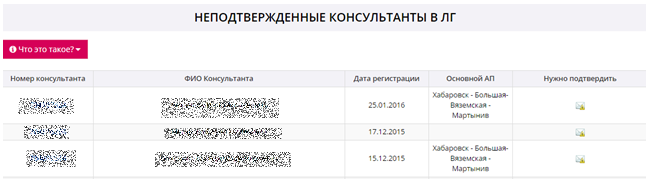 НЕПОДТВЕРЖДЕННЫЕ КОНСУЛЬТАНТЫ В ЛГ
Что это такое?
Номер консультанта ФИО Консультанта Дата регистрации Основной АП Нужно подтвердить
25.01.2016 Хабаровск - Большая-
Вяземская -
Мартынив
17.12.2015
15.12.2015 Хабаровск - Большая-
Вяземская -
Мартынив